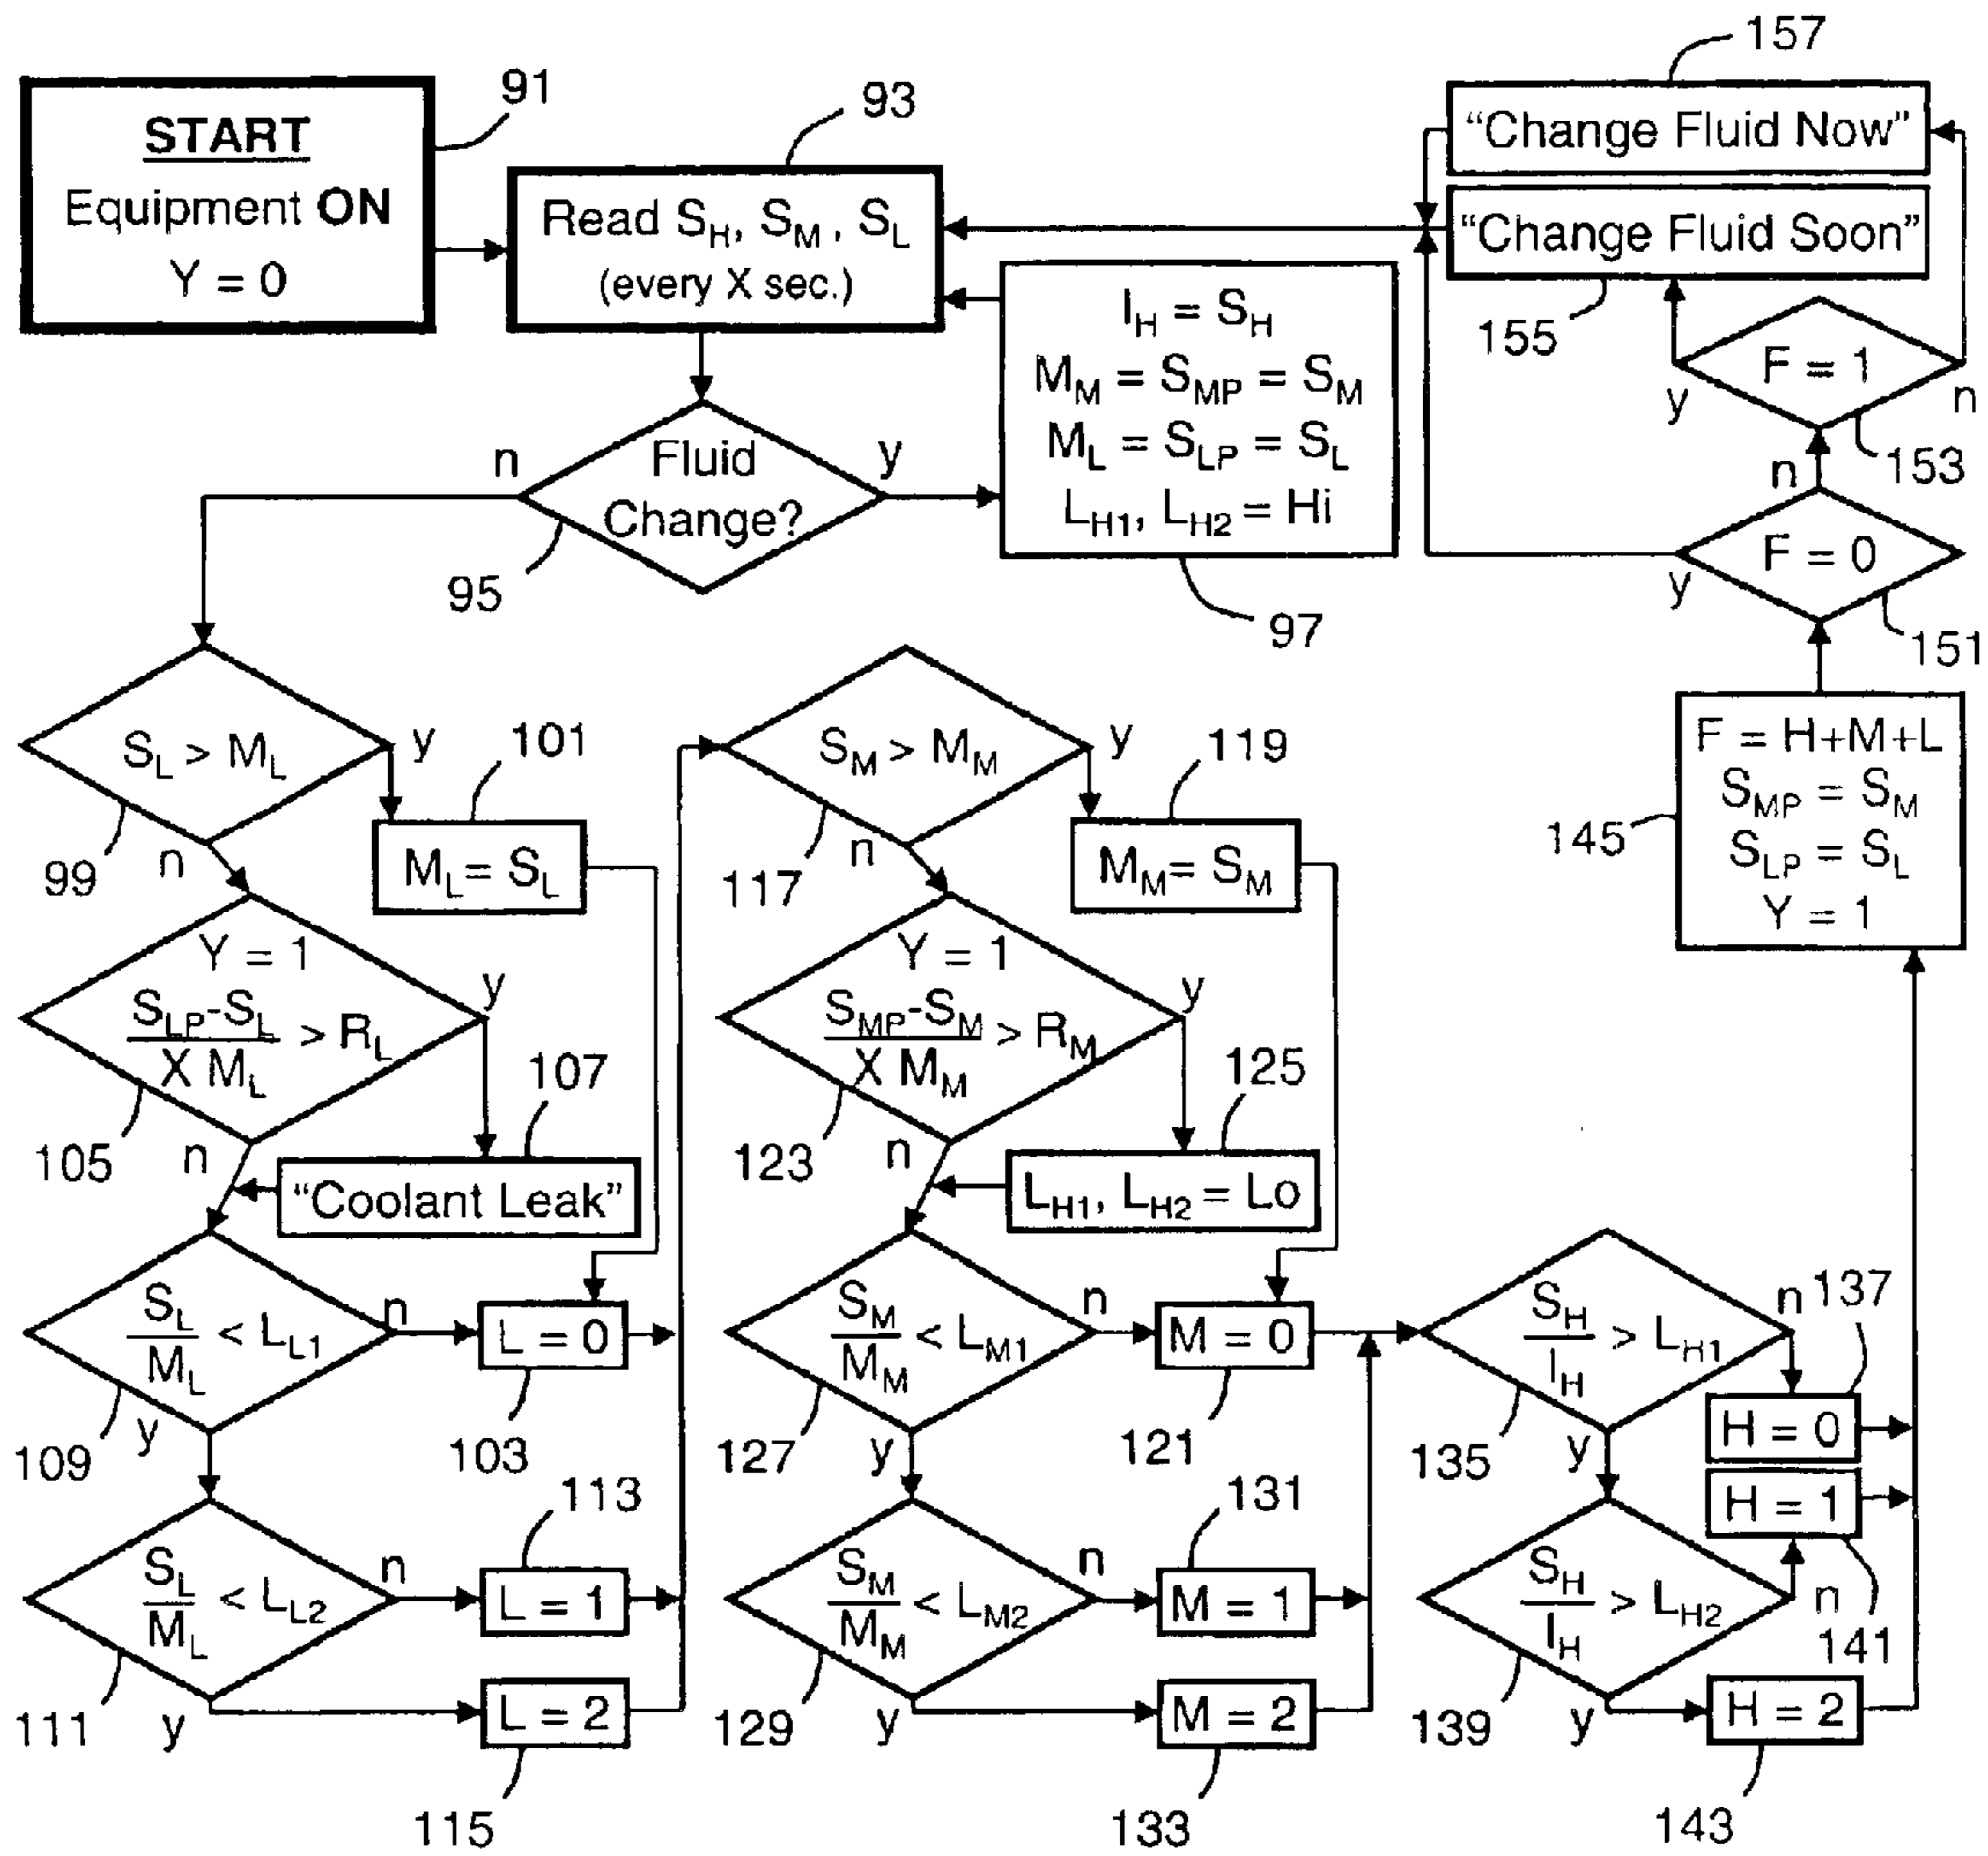 START
Equipment ON
Y = 0
91
Read S_H, S_M, S_L
(every X sec.)
93
Fluid
Change?
n
y
95
I_H = S_H
M_M = S_MP = S_M
M_L = S_LP = S_L
L_H1, L_H2 = Hi
97
S_L > M_L
y
n
99
101
M_L = S_L
Y = 1
S_LP-S_L / X M_L > R_L
y
n
105
107
"Coolant Leak"
S_L / M_L < L_L1
n
y
109
L = 0
103
S_L / M_L < L_L2
n
y
111
113
L = 1
L = 2
115
S_M > M_M
y
n
117
119
M_M = S_M
Y = 1
S_MP-S_M / X M_M > R_M
y
n
123
125
L_H1, L_H2 = Lo
S_M / M_M < L_M1
n
y
127
M = 0
121
S_M / M_M < L_M2
n
y
129
131
M = 1
M = 2
133
S_H / I_H > L_H1
n
y
135
137
H = 0
H = 1
141
S_H / I_H > L_H2
n
y
139
H = 2
143
F = H+M+L
S_MP = S_M
S_LP = S_L
Y = 1
145
F = 0
y
n
151
F = 1
y
n
153
"Change Fluid Soon"
155
"Change Fluid Now"
157